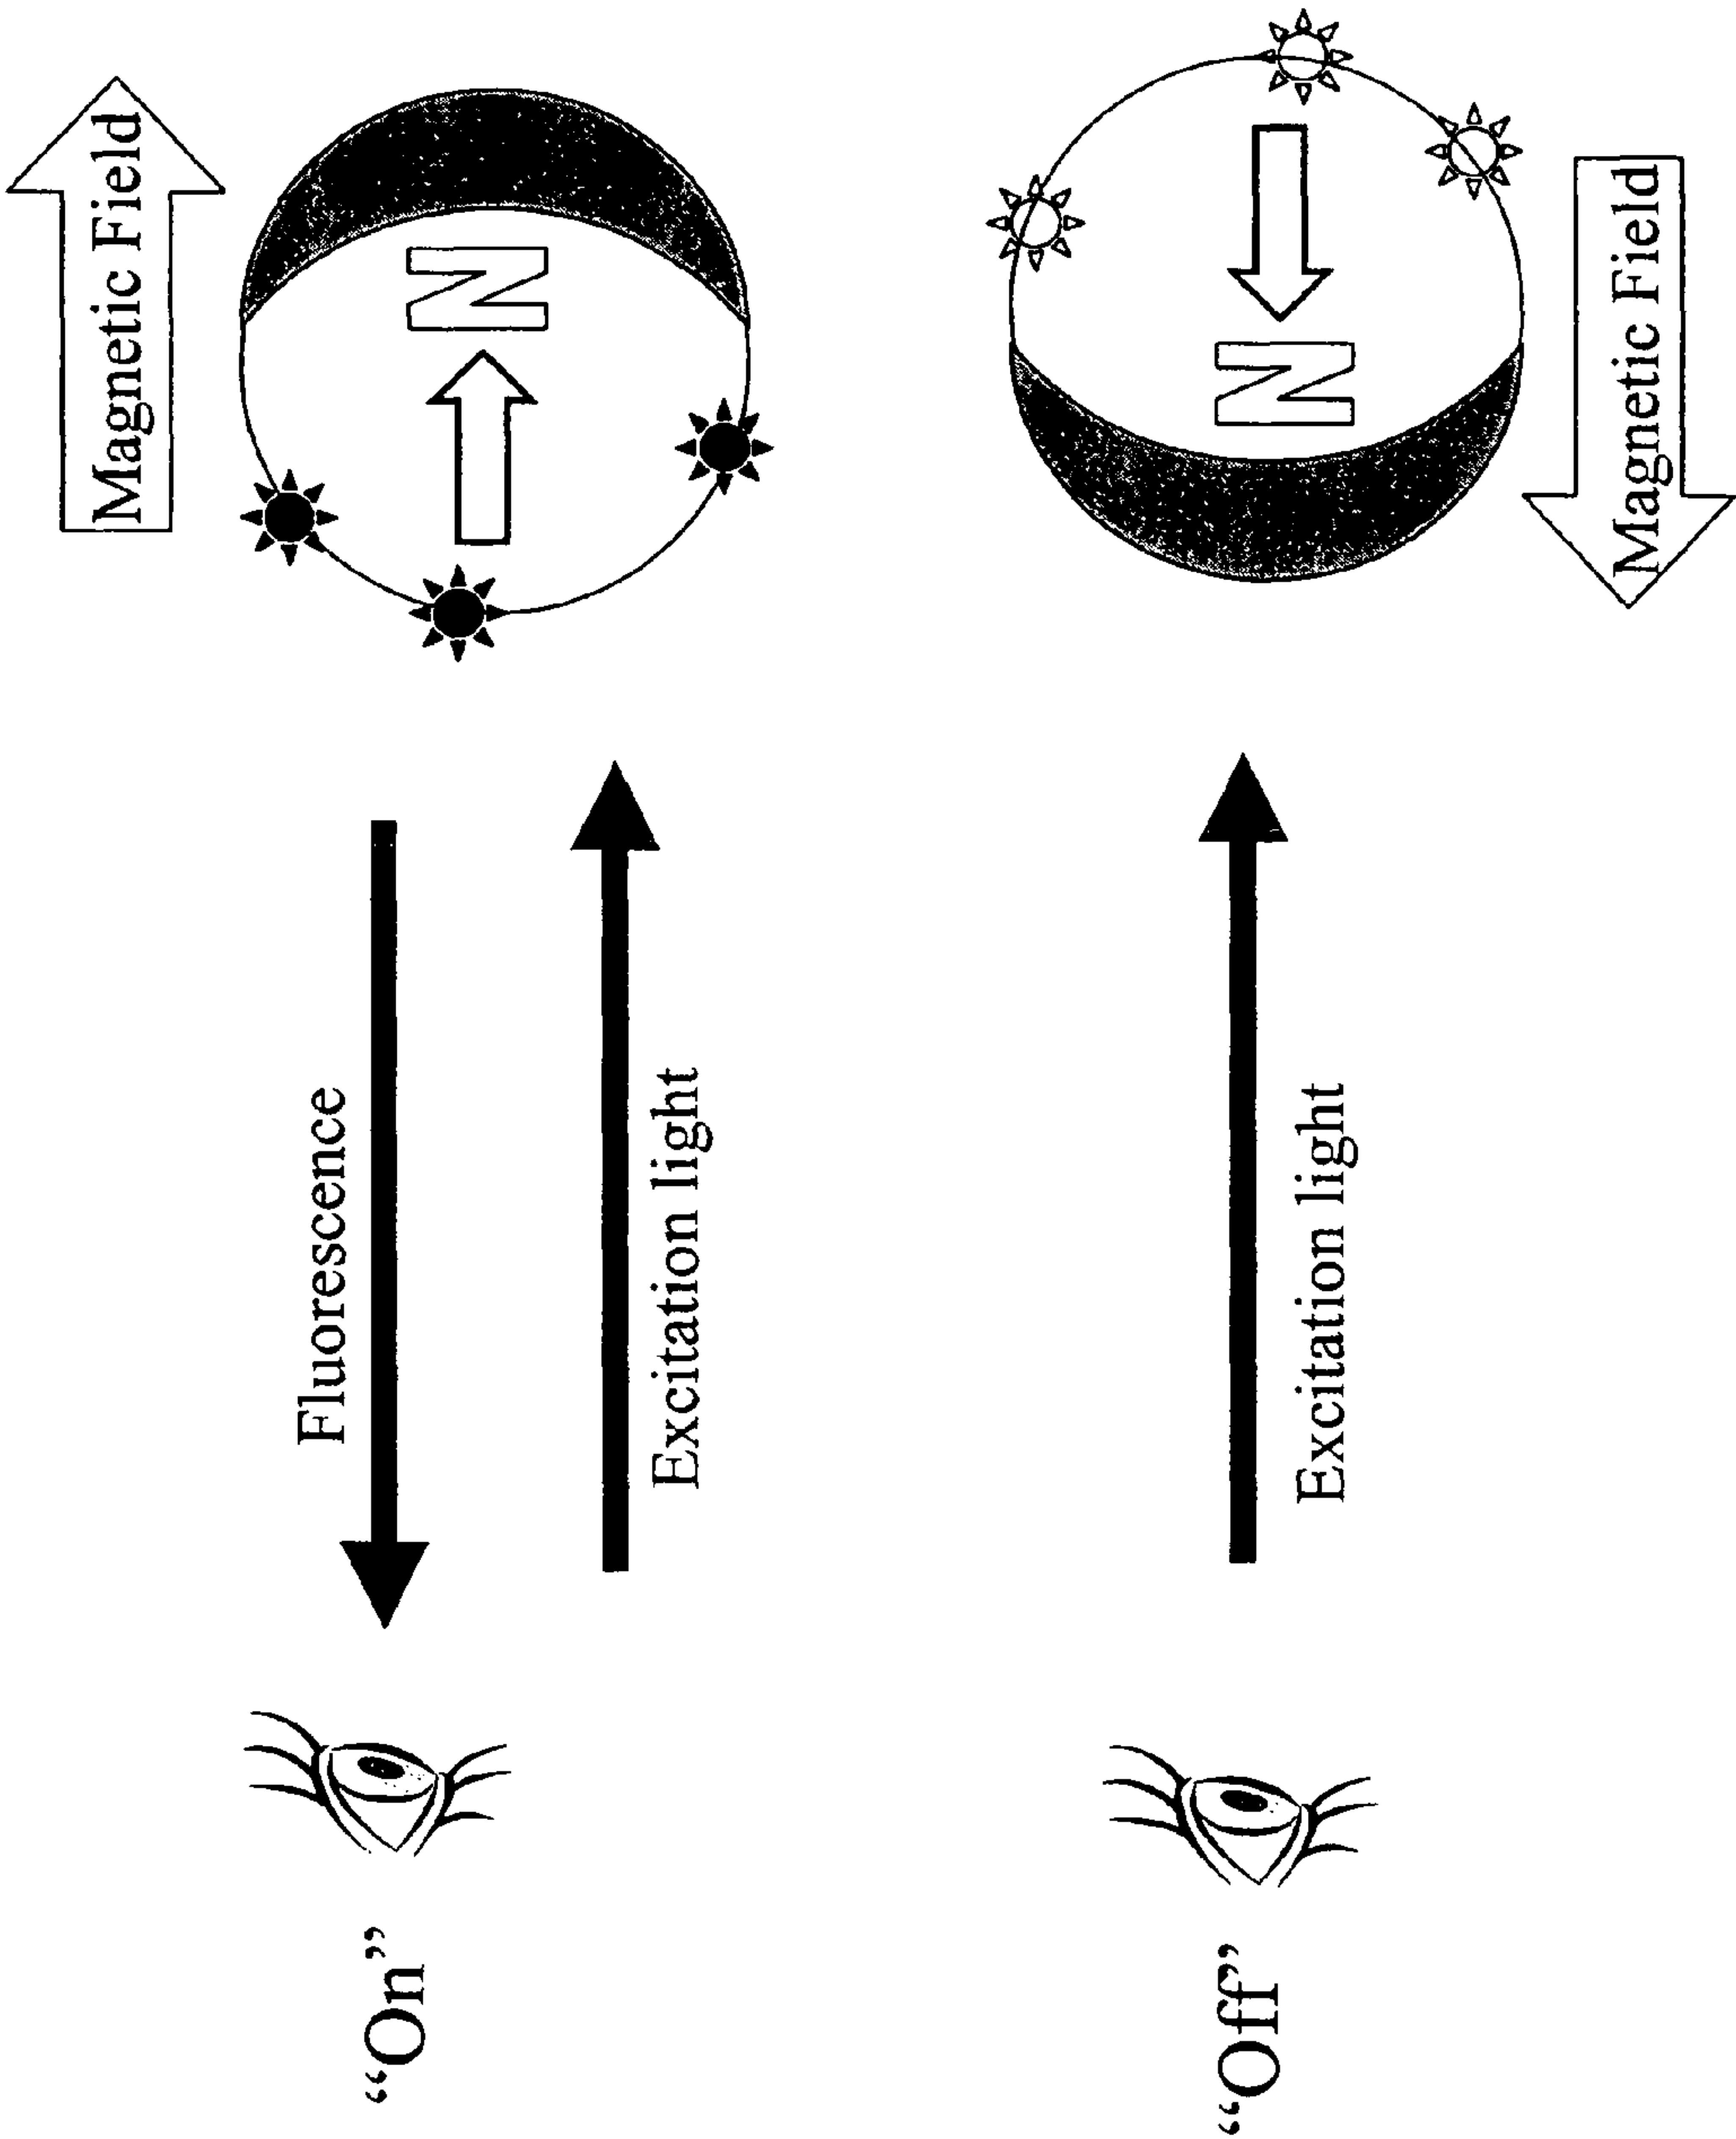 Magnetic Field
Fluorescence
“On”
N
Excitation light
“Off”
N
Excitation light
Magnetic Field